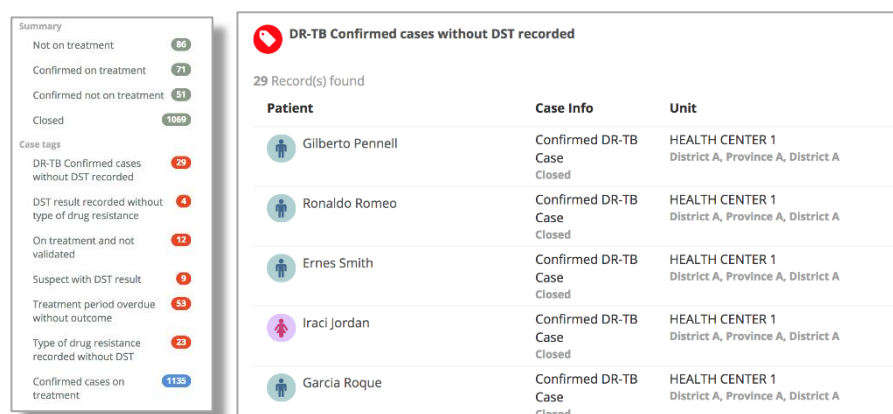 Summary
Not on treatment 86
Confirmed on treatment 71
Confirmed not on treatment 51
Closed 1069
Case tags
DR-TB Confirmed cases 29
without DST recorded
DST result recorded without 4
type of drug resistance
On treatment and not 12
validated
Suspect with DST result 9
Treatment period overdue 53
without outcome
Type of drug resistance 23
recorded without DST
Confirmed cases on 1135
treatment
DR-TB Confirmed cases without DST recorded
29 Record(s) found
Patient Case Info Unit
Gilberto Pennell Confirmed DR-TB HEALTH CENTER 1
Case District A, Province A, District A
Closed
Ronaldo Romeo Confirmed DR-TB HEALTH CENTER 1
Case District A, Province A, District A
Closed
Ernes Smith Confirmed DR-TB HEALTH CENTER 1
Case District A, Province A, District A
Closed
Iraci Jordan Confirmed DR-TB HEALTH CENTER 1
Case District A, Province A, District A
Closed
Garcia Roque Confirmed DR-TB HEALTH CENTER 1
Case District A, Province A, District A
Closed